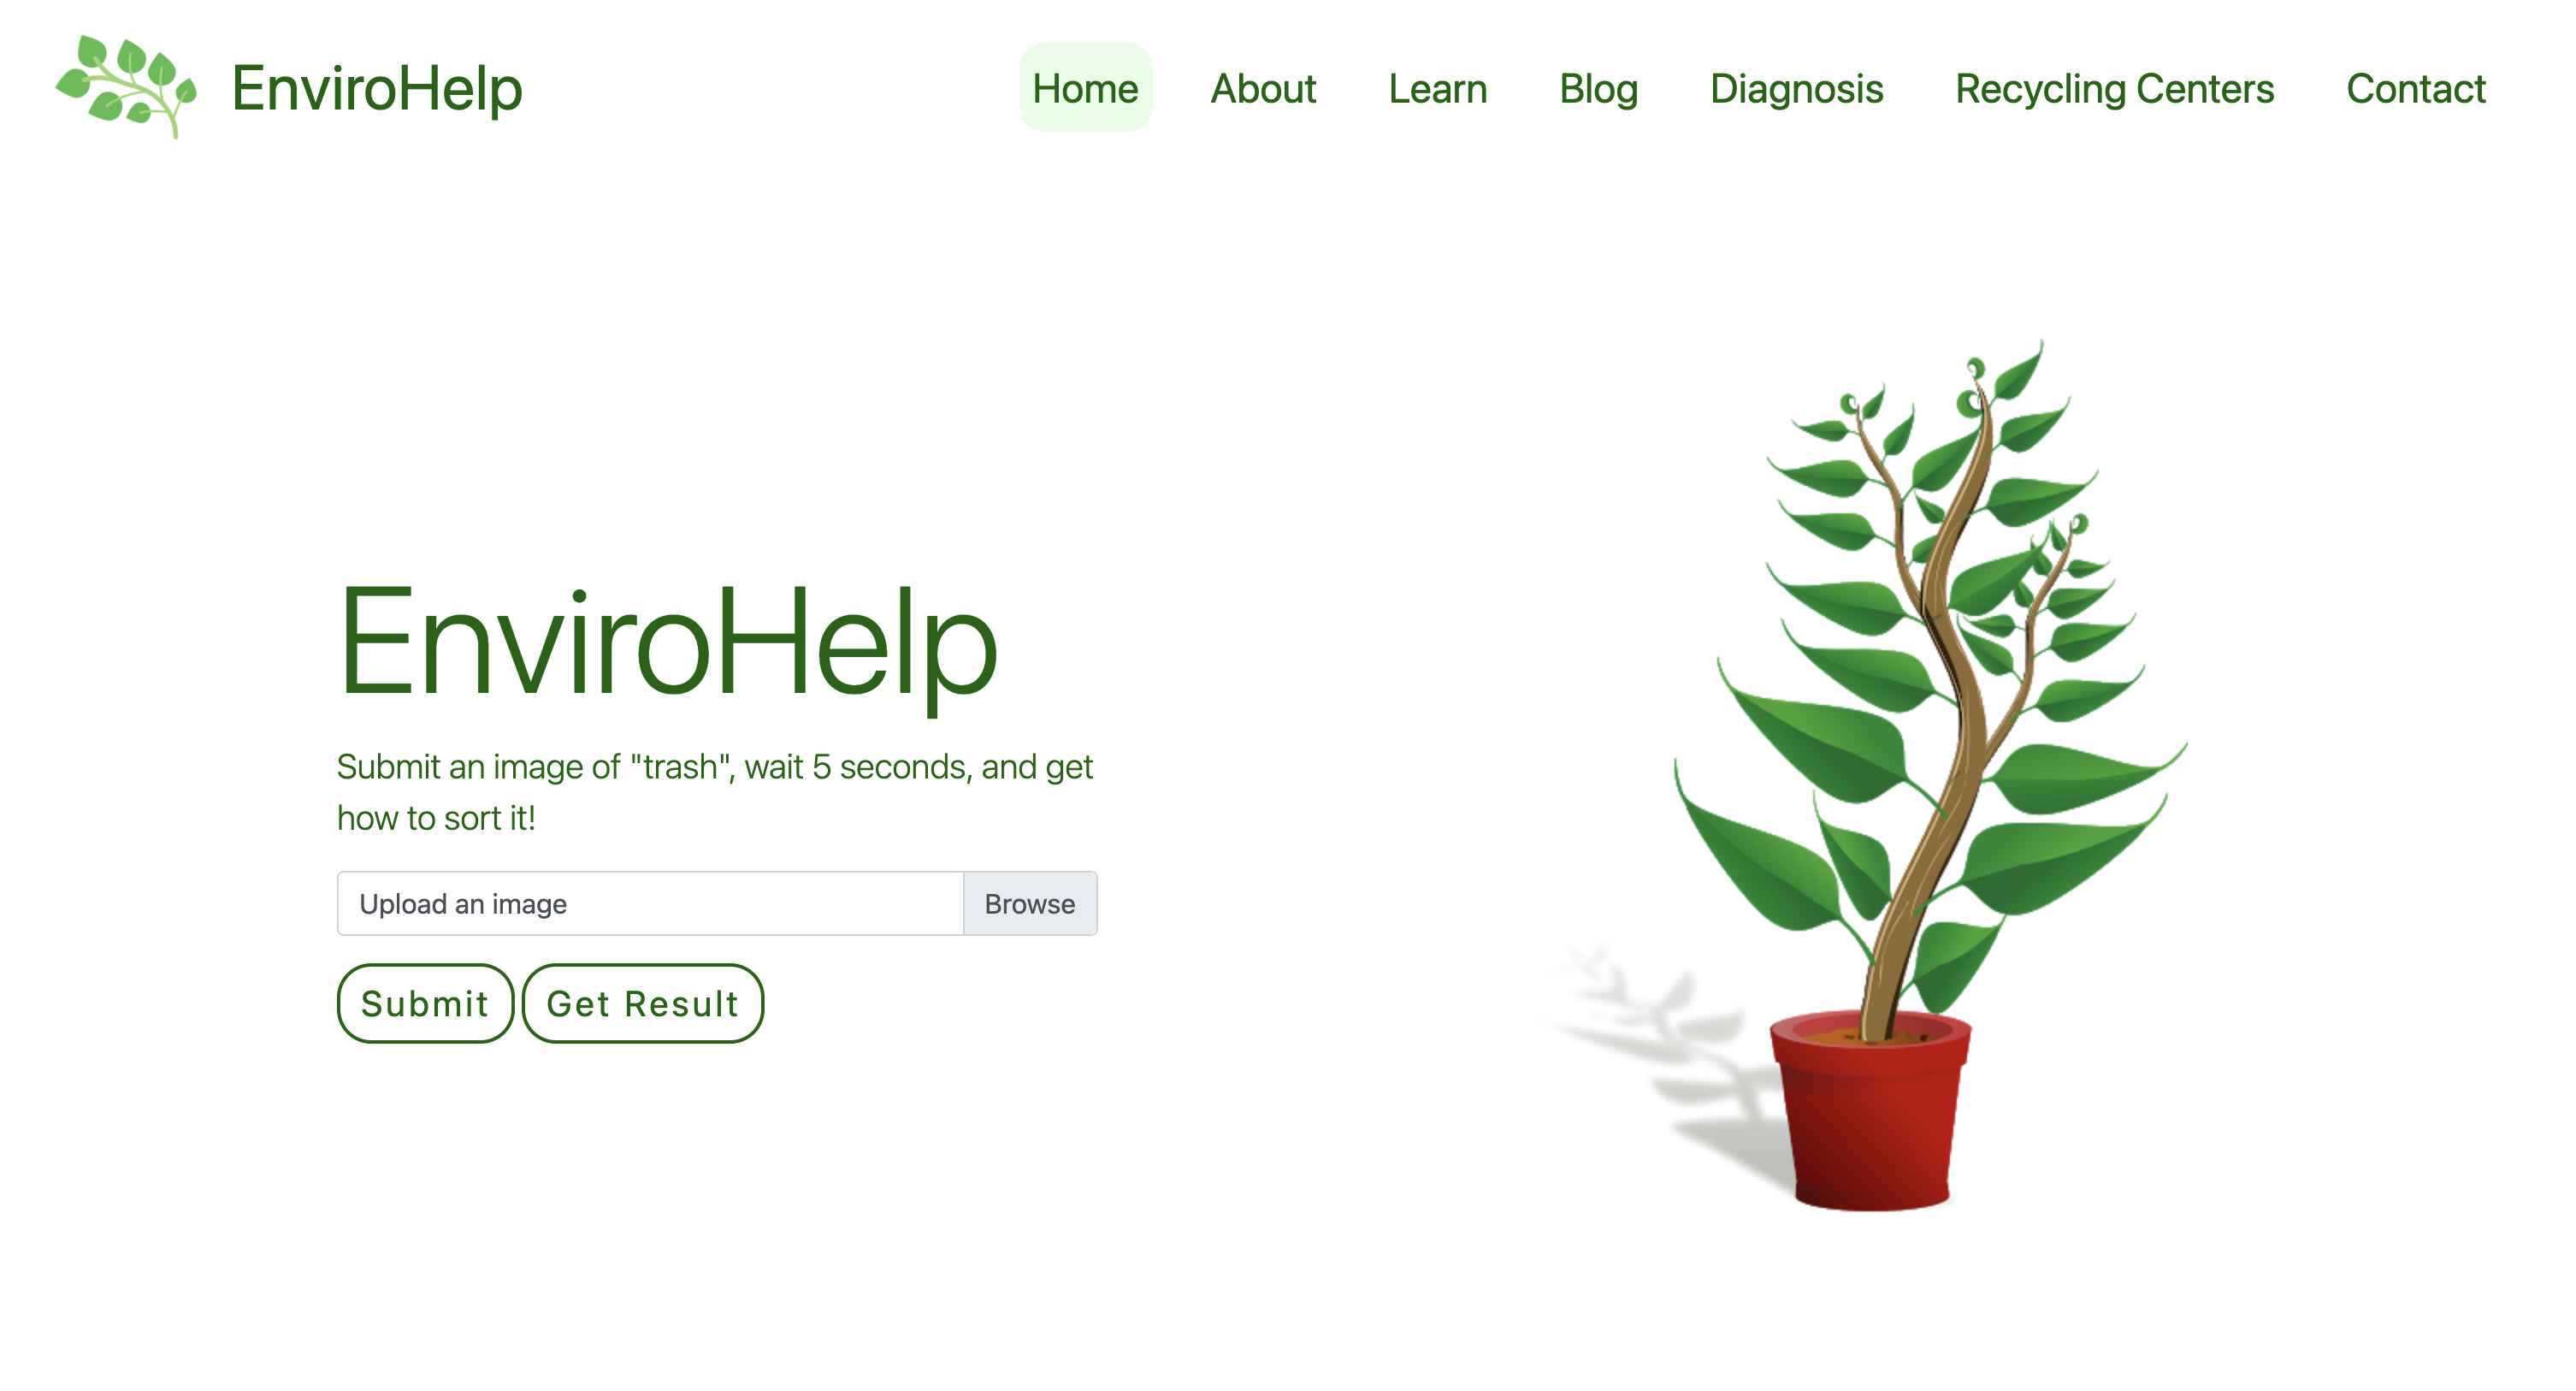 EnviroHelp
Home About Learn Blog Diagnosis Recycling Centers Contact
EnviroHelp
Submit an image of "trash", wait 5 seconds, and get
how to sort it!
Upload an image Browse
Submit Get Result